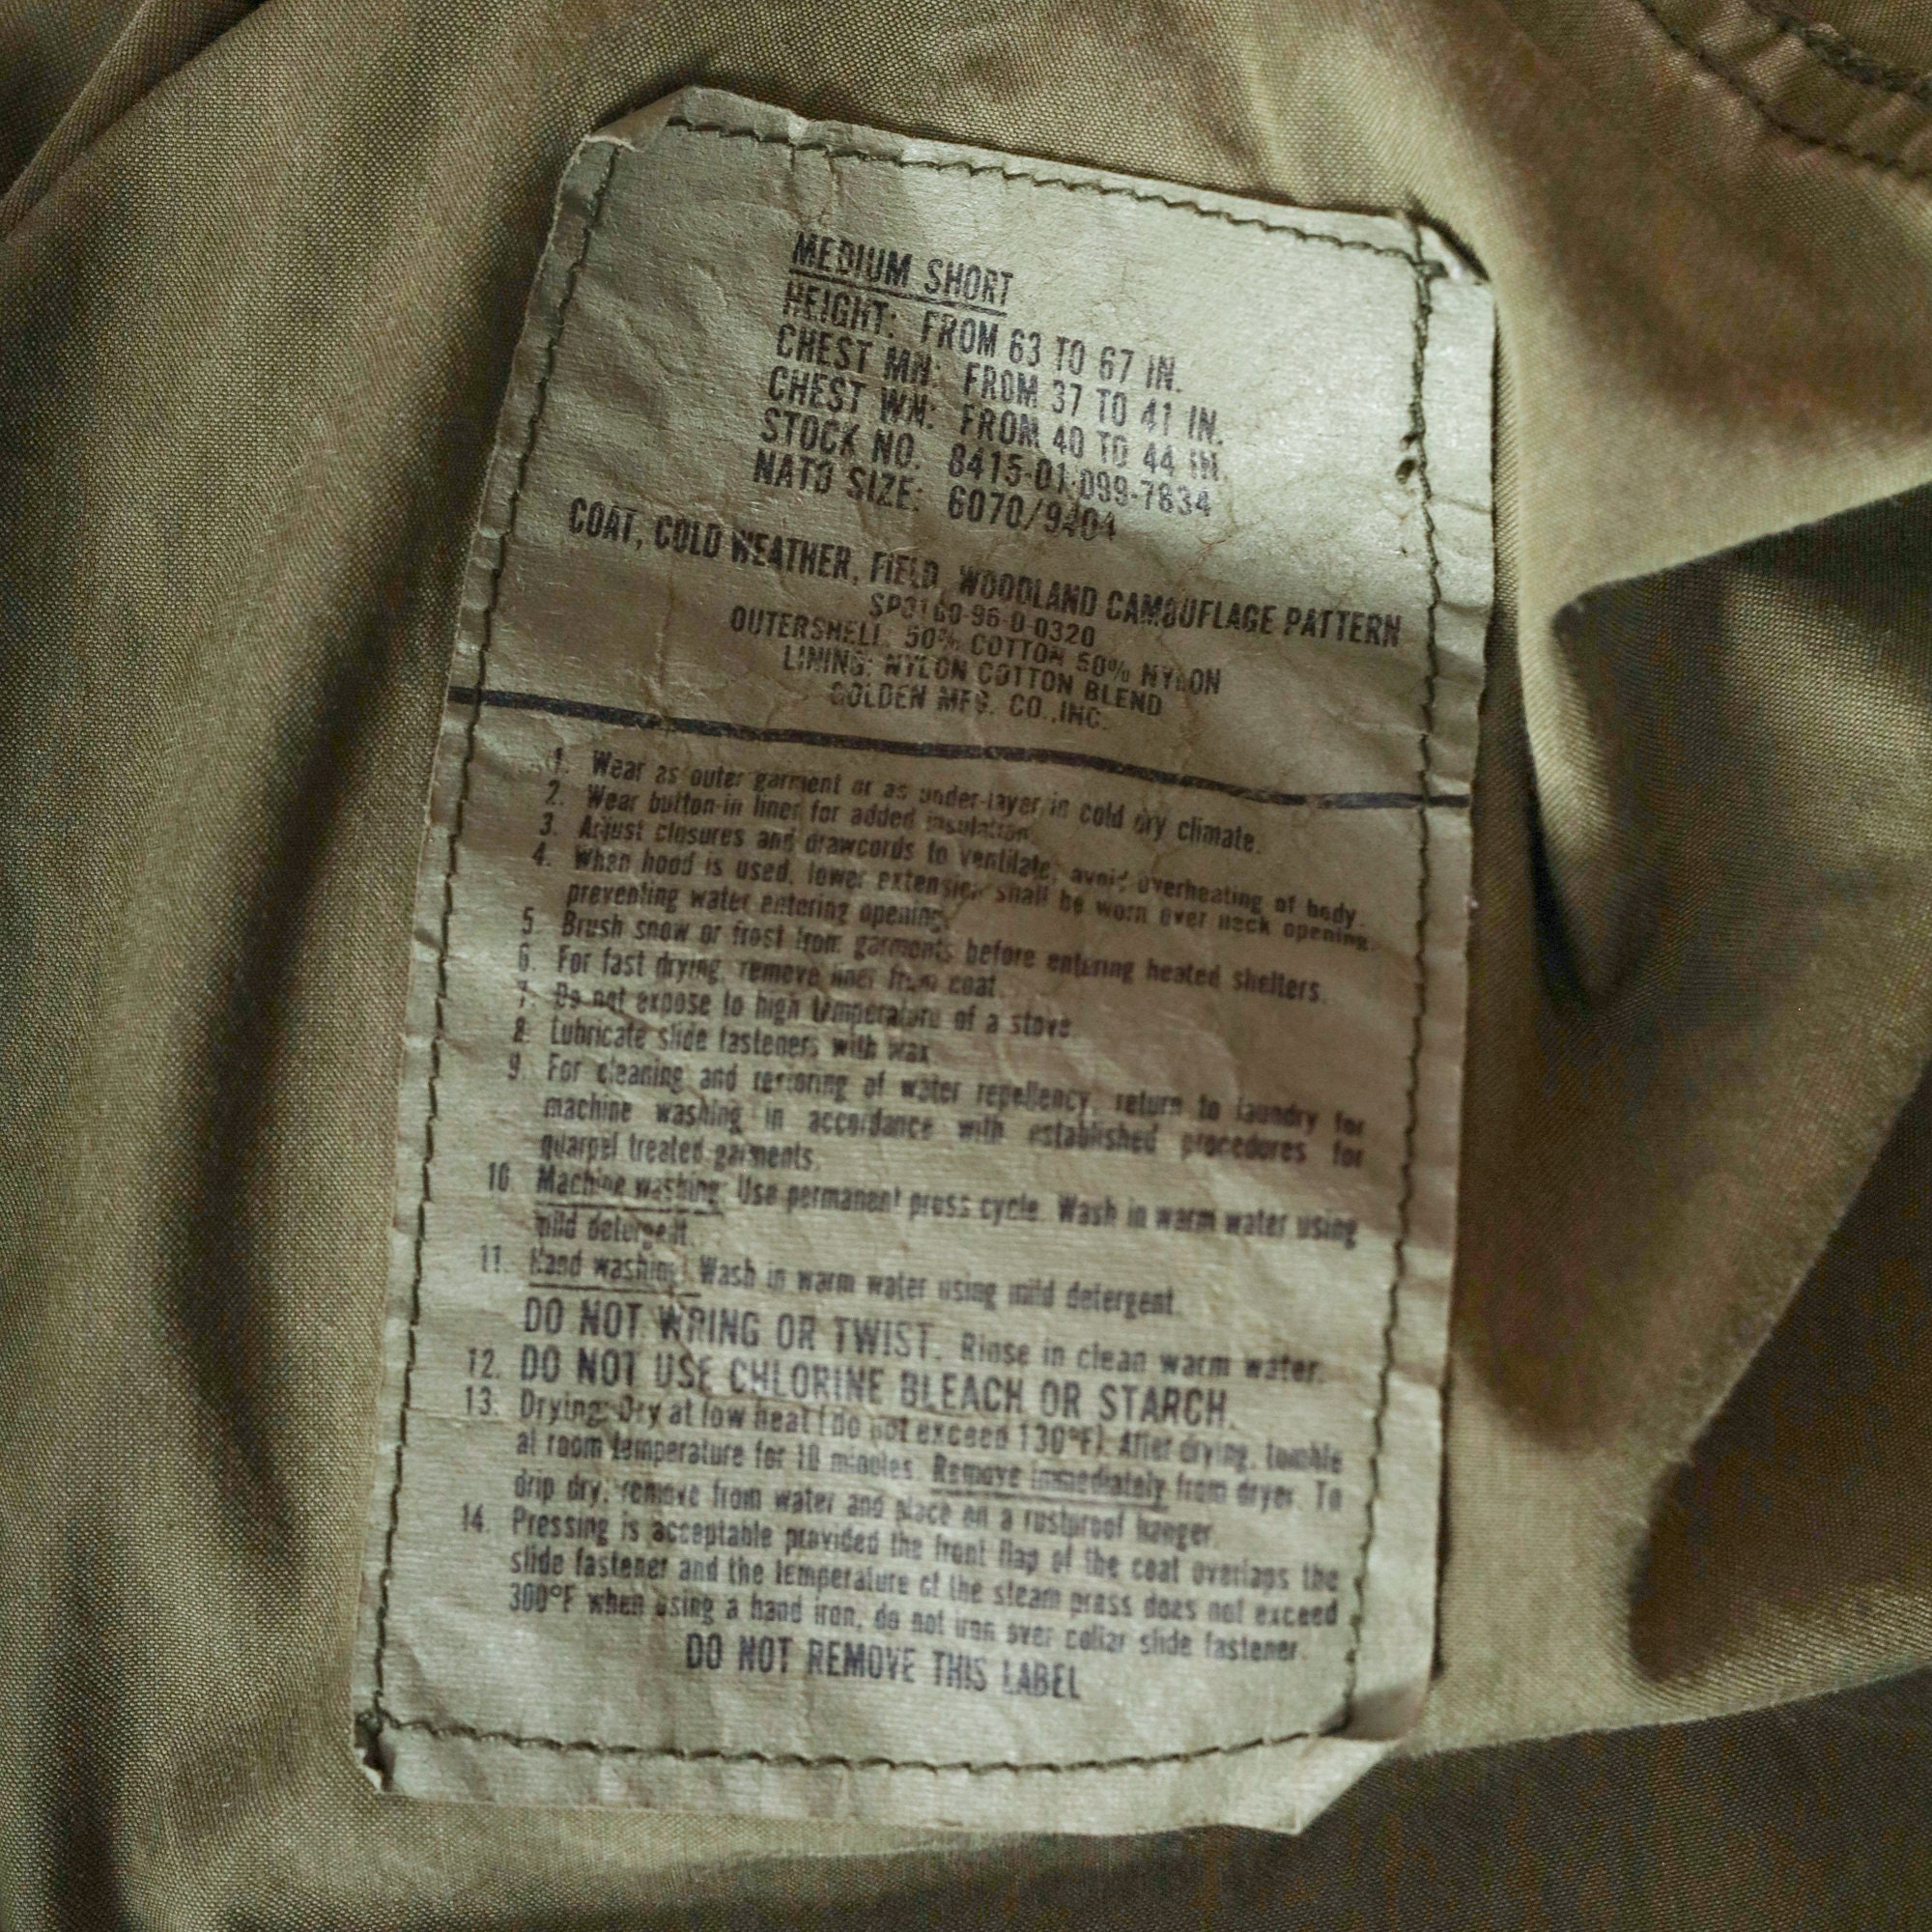 MEDIUM SHORT
HEIGHT: FROM 63 TO 67 IN.
CHEST MN: FROM 37 TO 41 IN.
CHEST WN: FROM 40 TO 44 IN.
STOCK NO. 8415-01-099-7834
NATO SIZE: 6070/9404
COAT, COLD WEATHER, FIELD, WOODLAND CAMOUFLAGE PATTERN
SP0100-96-D-0320
OUTERSHELL: 50% COTTON 50% NYLON
LINING: NYLON COTTON BLEND
GOLDEN MFG. CO.,INC.
1. Wear as outer garment or as under-layer in cold dry climate.
2. Wear button-in liner for added insulation.
3. Adjust closures and drawcords to ventilate, avoid overheating of body.
4. When hood is used, lower extension shall be worn over neck opening,
preventing water entering opening.
5. Brush snow or frost from garments before entering heated shelters.
6. For fast drying, remove liner from coat.
7. Do not expose to high temperature of a stove.
8. Lubricate slide fasteners with wax
9. For cleaning and restoring of water repellency, return to laundry for
machine washing in accordance with established procedures for
quarpel treated garments.
10. Machine washing: Use permanent press cycle. Wash in warm water using
mild detergent.
11. Hand washing: Wash in warm water using mild detergent.
DO NOT WRING OR TWIST. Rinse in clean warm water.
12. DO NOT USE CHLORINE BLEACH OR STARCH.
13. Drying: Dry at low heat (do not exceed 130°F). After drying, tumble
at room temperature for 10 minutes. Remove immediately from dryer. To
drip dry, remove from water and place on a rustproof hanger.
14. Pressing is acceptable provided the front flap of the coat overlaps the
slide fastener and the temperature of the steam press does not exceed
300°F when using a hand iron, do not iron over collar slide fastener.
DO NOT REMOVE THIS LABEL